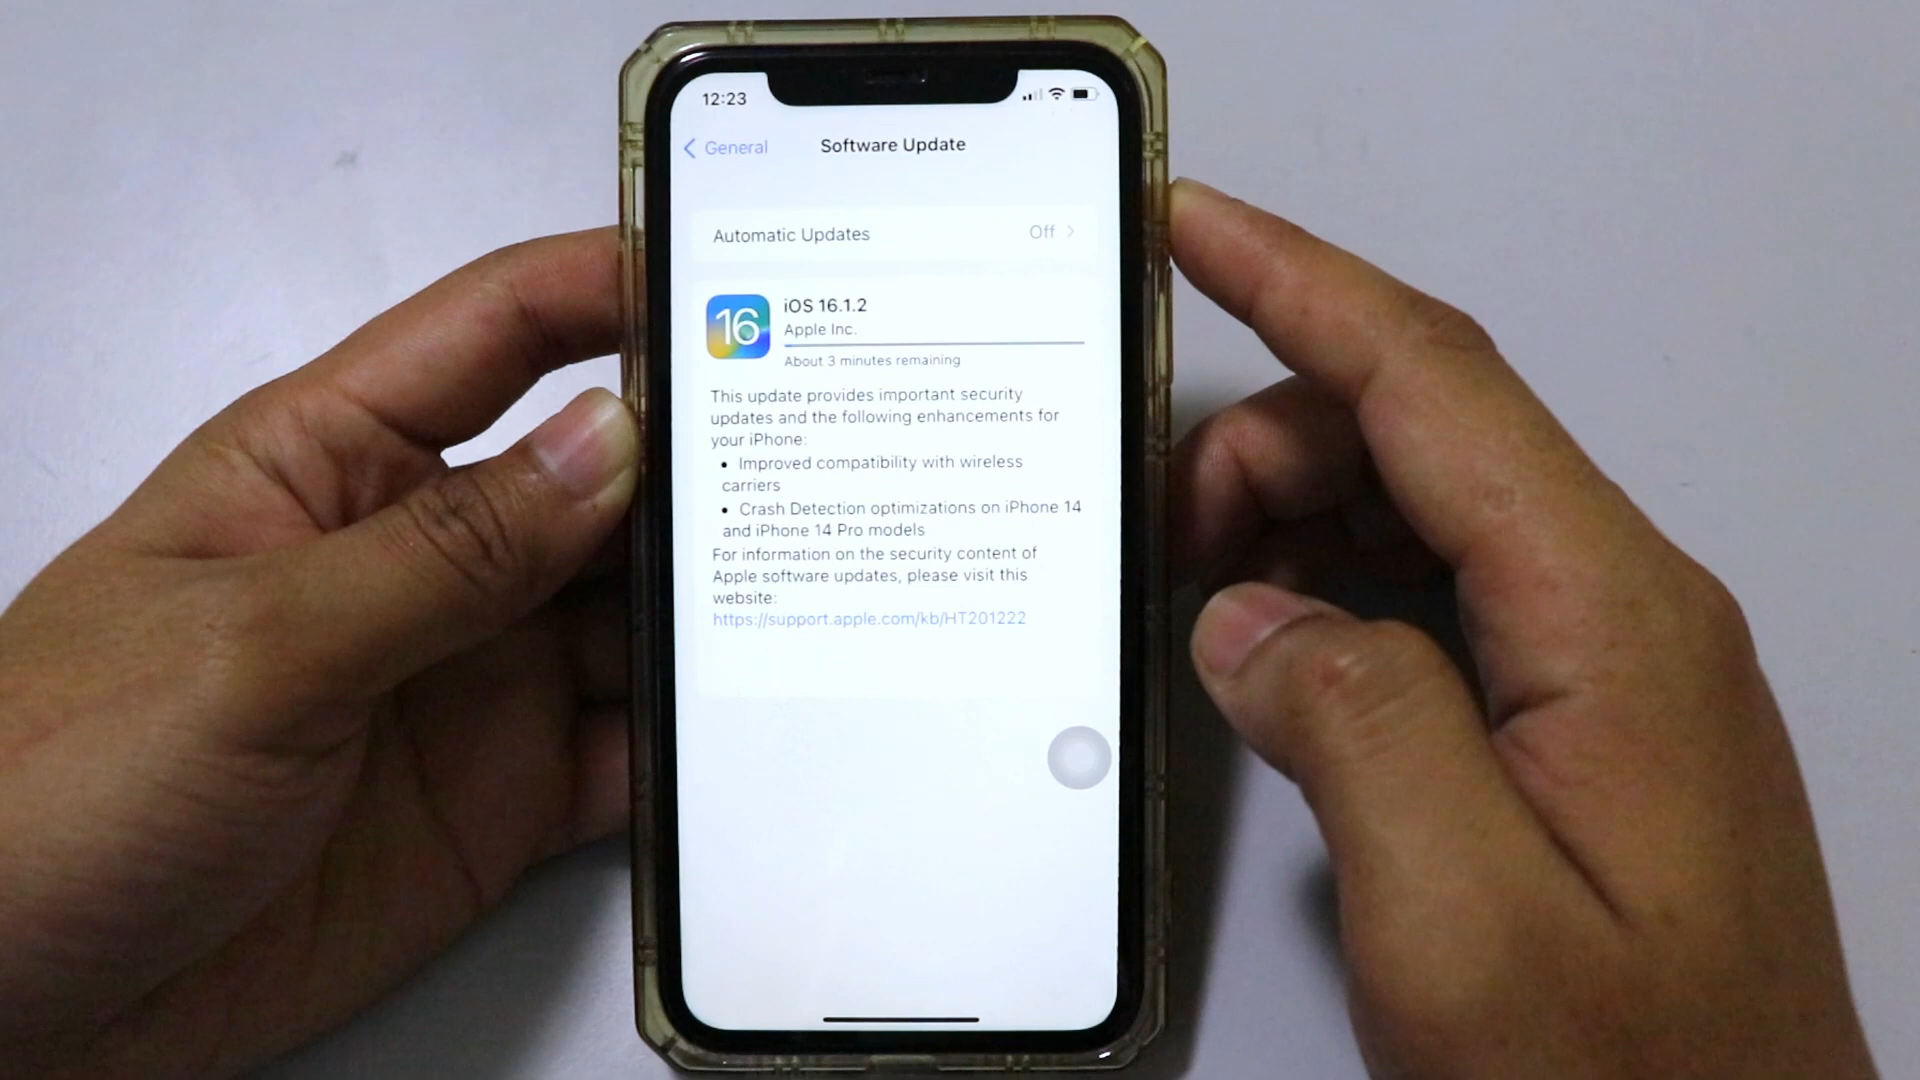 12:23
General
Software Update
Automatic Updates
Off
16
iOS 16.1.2
Apple Inc.
About 3 minutes remaining
This update provides important security
updates and the following enhancements for
your iPhone:
• Improved compatibility with wireless
carriers
• Crash Detection optimizations on iPhone 14
and iPhone 14 Pro models
For information on the security content of
Apple software updates, please visit this
website:
https://support.apple.com/kb/HT201222